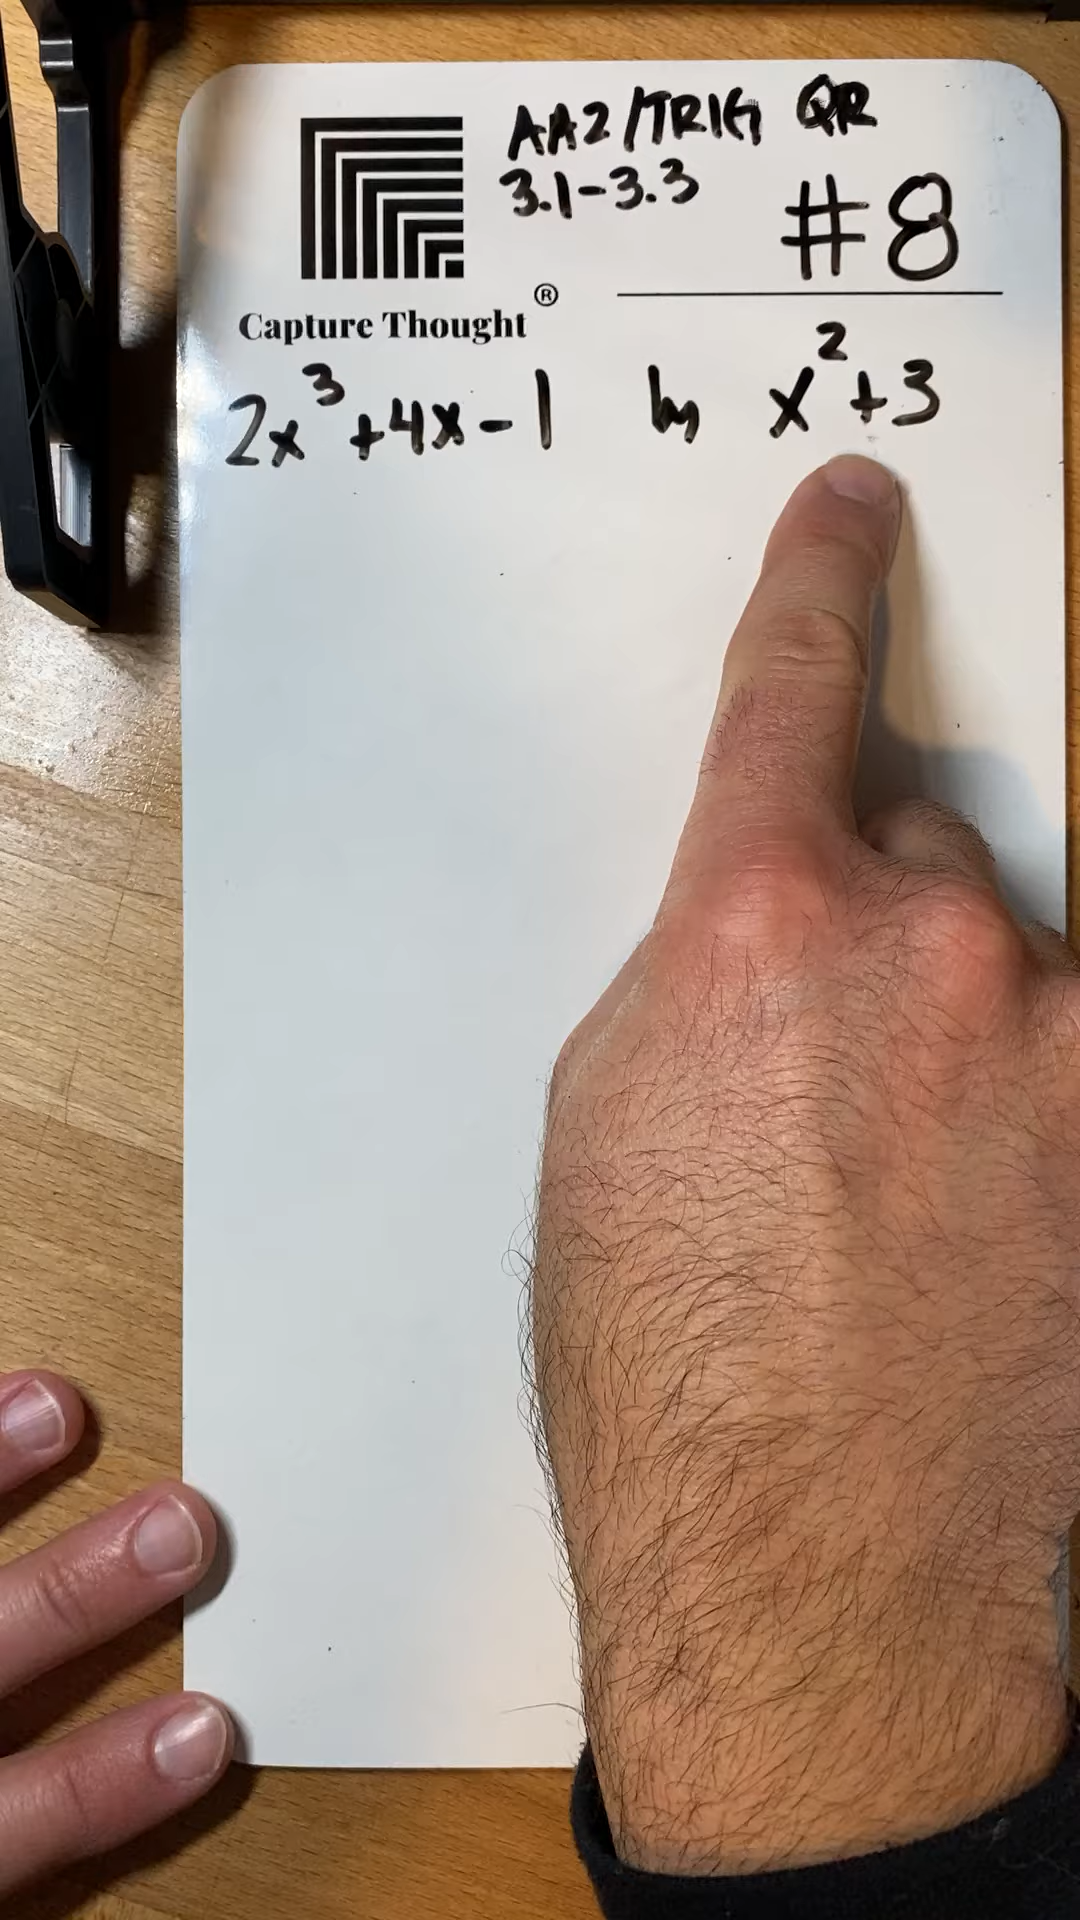 AA2/TRIG QR
3.1-3.3 #8
Capture Thought ®
2x³+4x-1 by x²+3